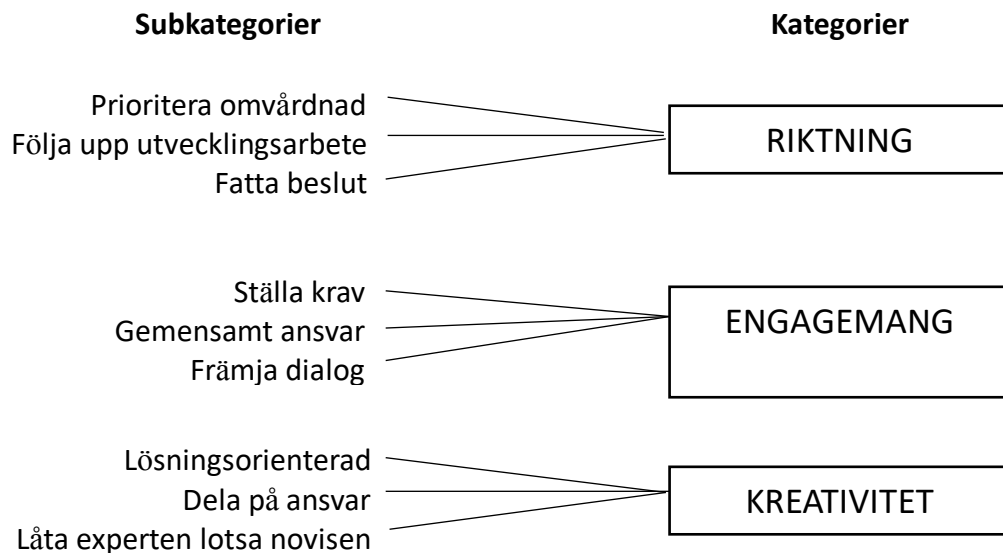 Subkategorier Kategorier
Prioritera omvårdnad
Följa upp utvecklingsarbete RIKTNING
Fatta beslut
Ställa krav
Gemensamt ansvar ENGAGEMANG
Främja dialog
Lösningsorienterad
Dela på ansvar KREATIVITET
Låta experten lotsa novisen